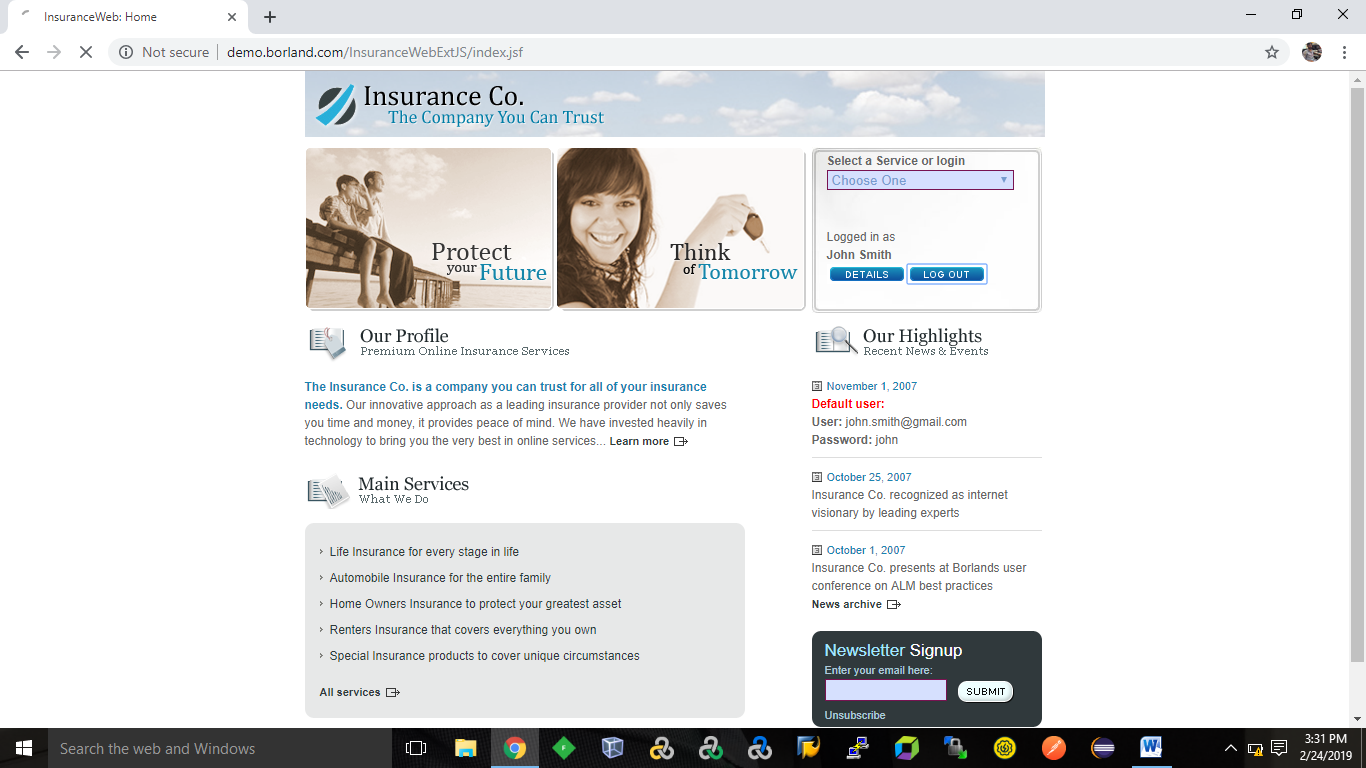 InsuranceWeb: Home
Not secure
demo.borland.com/InsuranceWebExtJS/index.jsf
Insurance Co.
The Company You Can Trust
Protect
your Future
Think
of Tomorrow
Select a Service or login
Choose One
Logged in as
John Smith
DETAILS
LOG OUT
Our Profile
Premium Online Insurance Services
The Insurance Co. is a company you can trust for all of your insurance
needs. Our innovative approach as a leading insurance provider not only saves
you time and money, it provides peace of mind. We have invested heavily in
technology to bring you the very best in online services... Learn more
Main Services
What We Do
Life Insurance for every stage in life
Automobile Insurance for the entire family
Home Owners Insurance to protect your greatest asset
Renters Insurance that covers everything you own
Special Insurance products to cover unique circumstances
All services
Our Highlights
Recent News & Events
November 1, 2007
Default user:
User: john.smith@gmail.com
Password: john
October 25, 2007
Insurance Co. recognized as internet
visionary by leading experts
October 1, 2007
Insurance Co. presents at Borlands user
conference on ALM best practices
News archive
Newsletter Signup
Enter your email here:
SUBMIT
Unsubscribe
Search the web and Windows
3:31 PM
2/24/2019